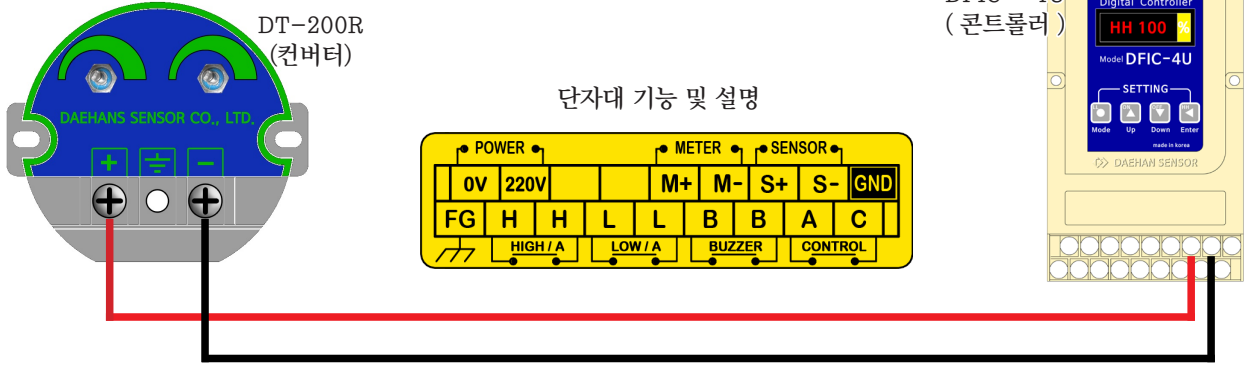 DT-200R
(컨버터)
DAEHANS SENSOR CO., LTD.
+
-
단자대 기능 및 설명
POWER METER SENSOR
0V 220V M+ M- S+ S- GND
FG H H L L B B A C
HIGH / A LOW / A BUZZER CONTROL
( 콘트롤러 )
Digital Controller
HH 100 %
Model DFIC-4U
SETTING
Mode Up Down Enter
made in korea
DAEHAN SENSOR